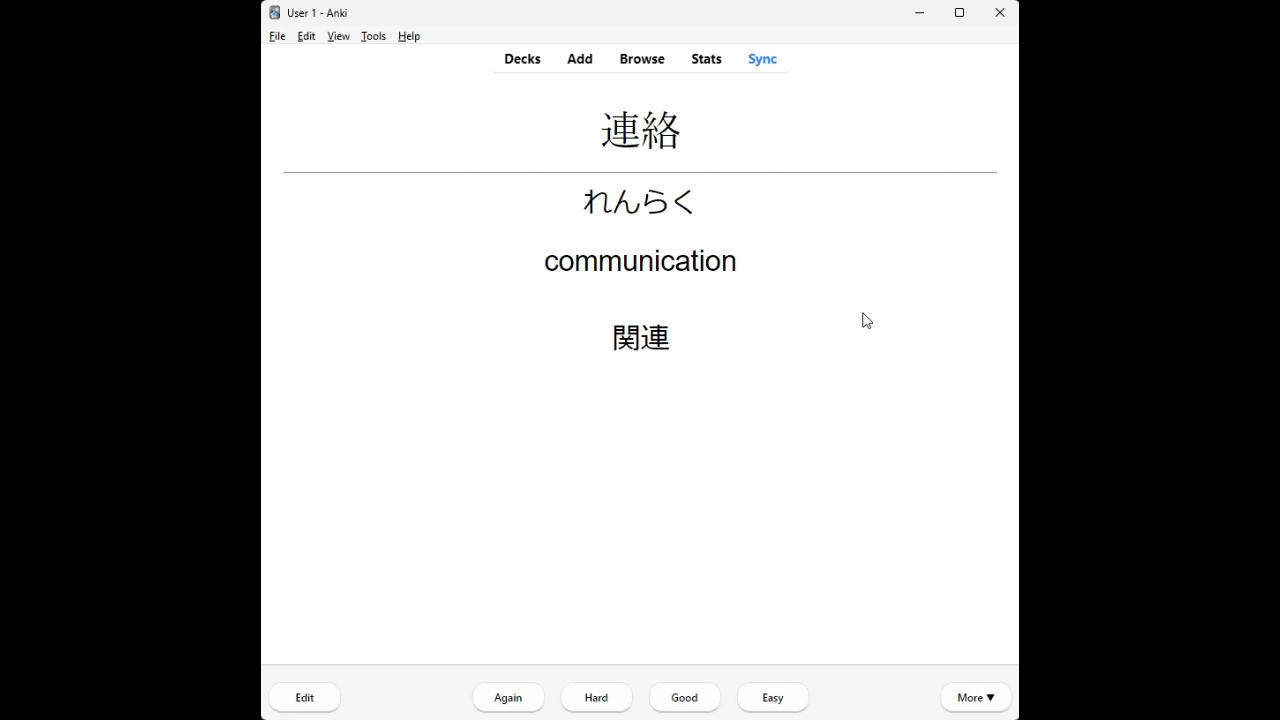 User 1 - Anki
File Edit View Tools Help
Decks Add Browse Stats Sync
連絡
れんらく
communication
関連
Edit Again Hard Good Easy More ▼